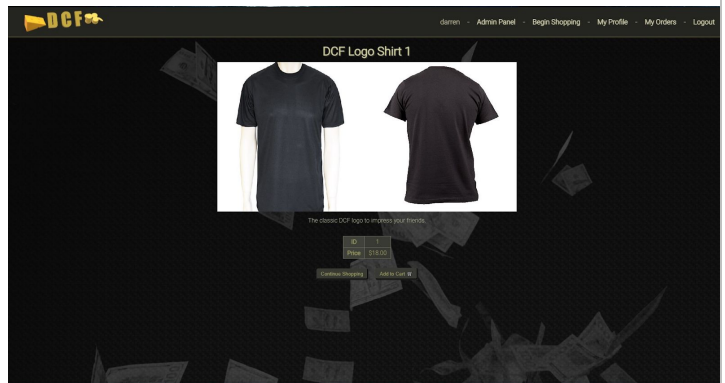 DCF
darren - Admin Panel - Begin Shopping - My Profile - My Orders - Logout
DCF Logo Shirt 1
The classic DCF logo to impress your friends.
ID 1
Price $18.00
Continue Shopping Add to Cart